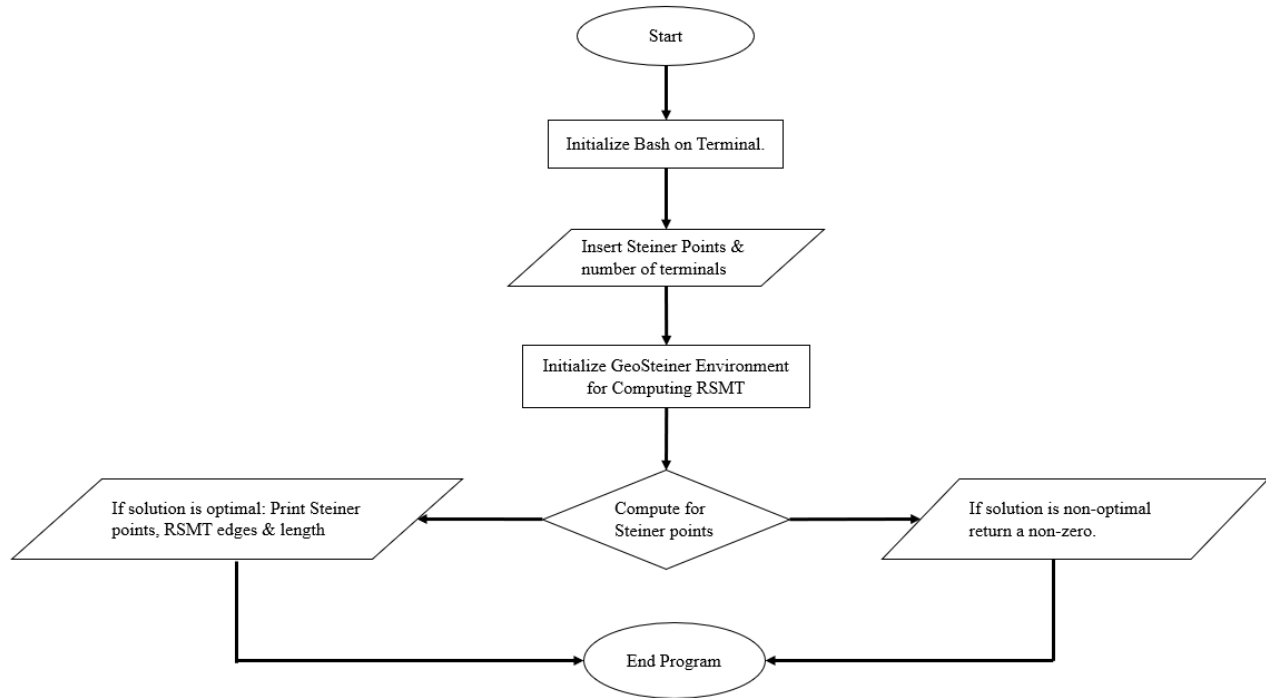 Start
Initialize Bash on Terminal.
Insert Steiner Points &
number of terminals
Initialize GeoSteiner Environment
for Computing RSMT
If solution is optimal: Print Steiner
points, RSMT edges & length
Compute for
Steiner points
If solution is non-optimal
return a non-zero.
End Program